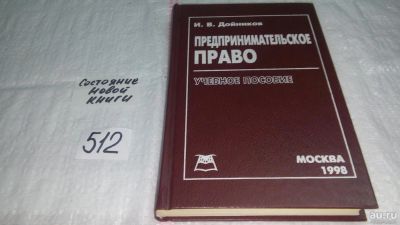 Состояние
новой
книги
512
И. В. Дойников
ПРЕДПРИНИМАТЕЛЬСКОЕ
ПРАВО
УЧЕБНОЕ ПОСОБИЕ
МОСКВА
1998
au.ru